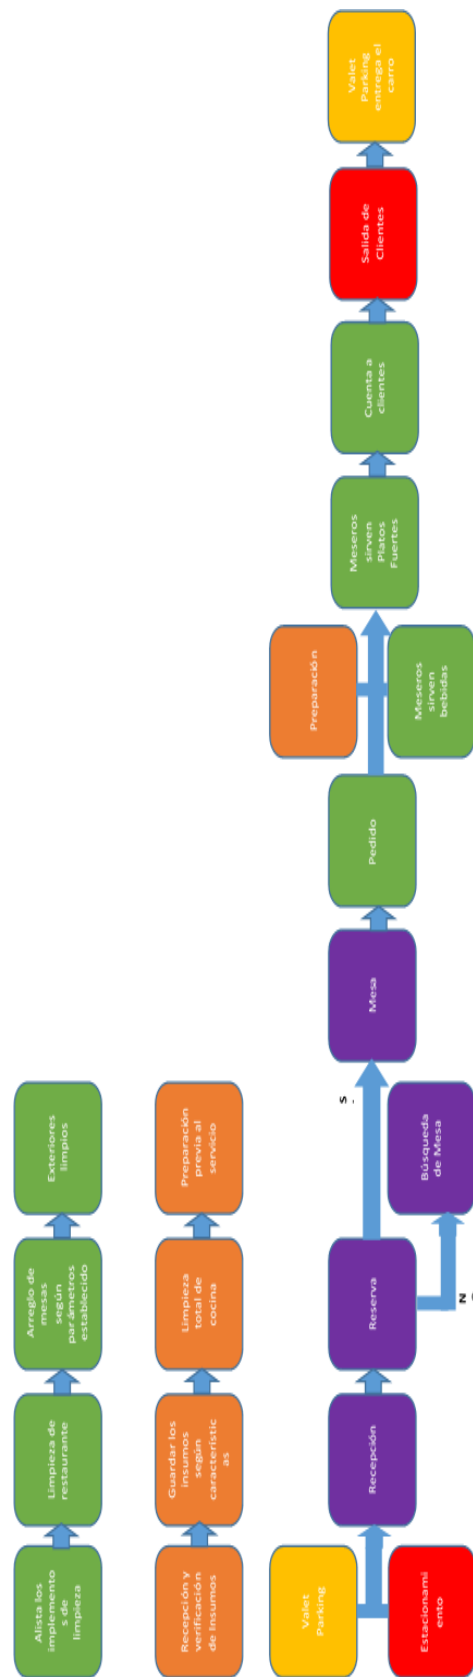 Alista los
implemento
s de
limpieza
Limpieza de
restaurante
Arreglo de
mesas
según
parámetros
establecido
Exteriores
limpios
Recepción y
verificación
de Insumos
Guardar los
insumos
según
característic
as
Limpieza
total de
cocina
Preparación
previa al
servicio
Valet
Parking
Estacionami
ento
Recepción
Reserva
S
N
Búsqueda
de Mesa
Mesa
Pedido
Preparación
Meseros
sirven
bebidas
Meseros
sirven
Platos
Fuertes
Cuenta a
clientes
Salida de
Clientes
Valet
Parking
entrega el
carro